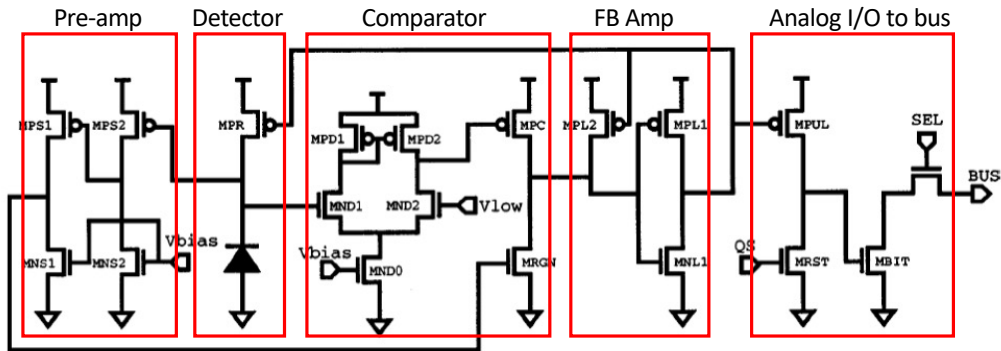 Pre-amp
Detector
Comparator
FB Amp
Analog I/O to bus
MPS1
MPS2
MPR
MPD1
MPD2
MPC
MPL2
MPL1
MPUL
SEL
BUS
MND1
MND2
Vlow
MNS1
MNS2
Vbias
Vbias
MND0
MRGN
MNL1
QS
MRST
MBIT